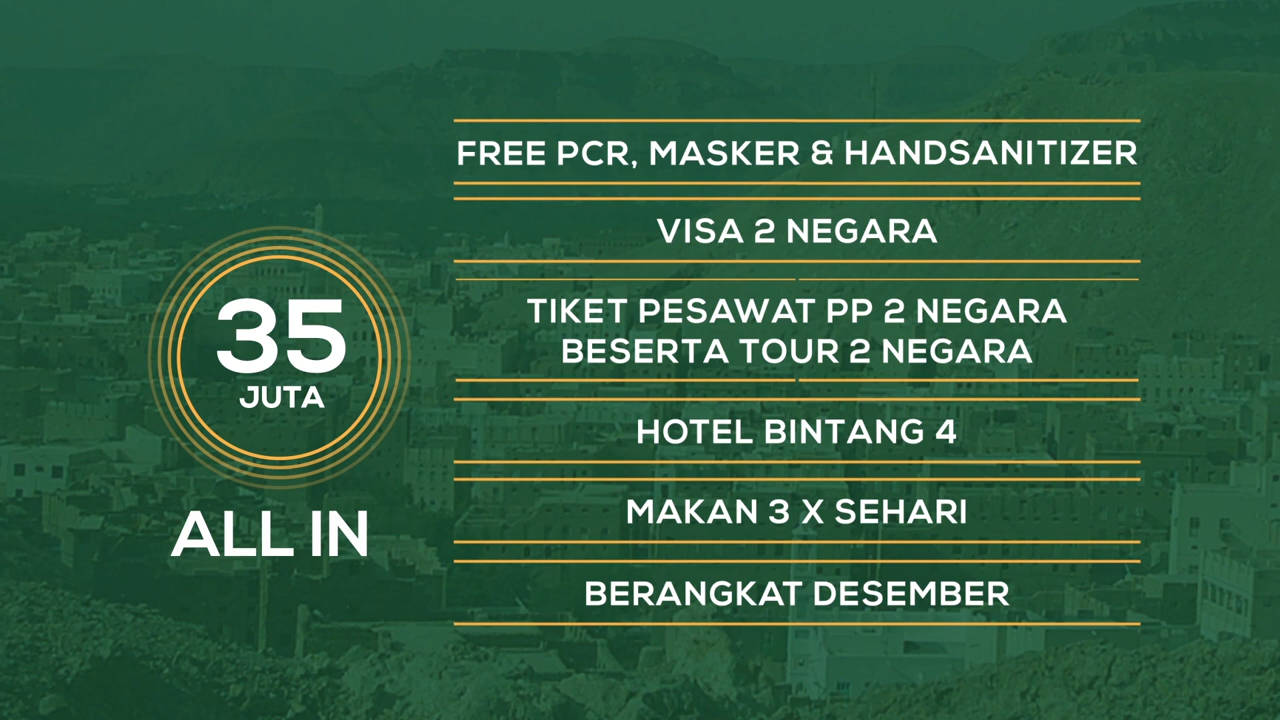 35
JUTA
ALL IN
FREE PCR, MASKER & HANDSANITIZER
VISA 2 NEGARA
TIKET PESAWAT PP 2 NEGARA
BESERTA TOUR 2 NEGARA
HOTEL BINTANG 4
MAKAN 3 X SEHARI
BERANGKAT DESEMBER